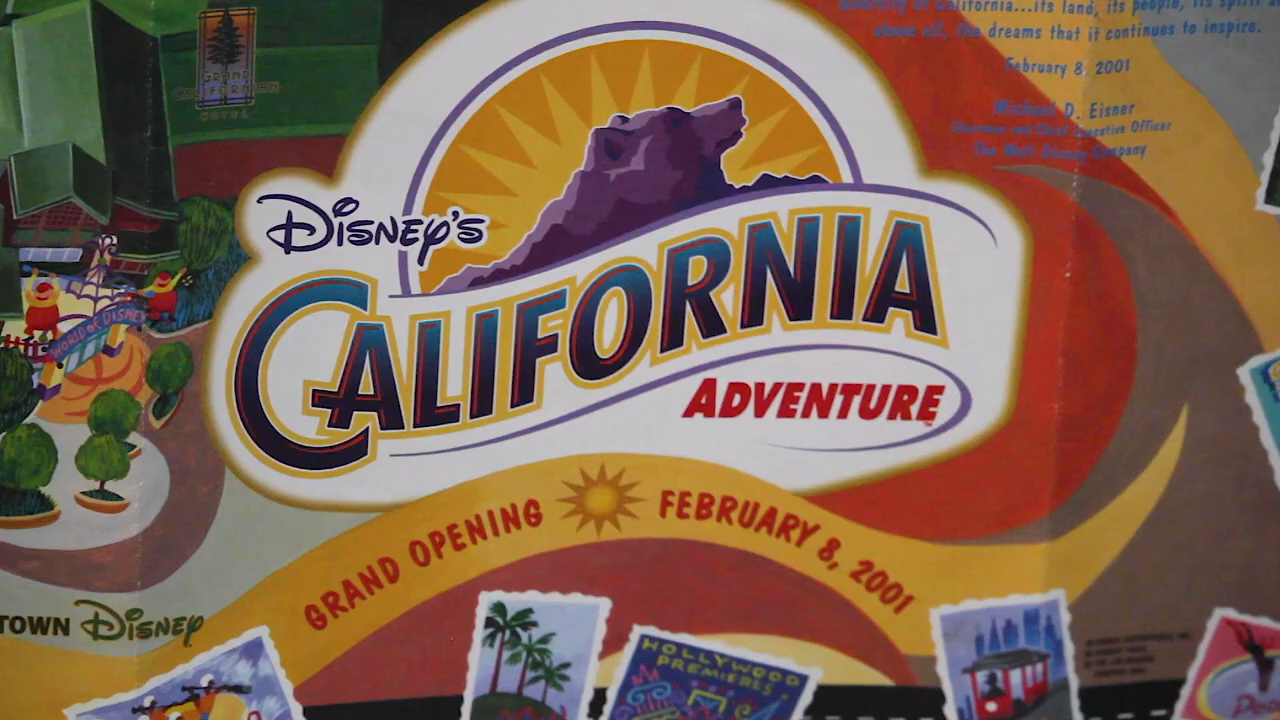 diversity of California...its land, its people, its spirit
above all, the dreams that it continues to inspire.
February 8, 2001
Michael D. Eisner
Chairman and Chief Executive Officer
The Walt Disney Company
GRAND
CALIFORNIAN
HOTEL
DISNEY'S
CALIFORNIA
ADVENTURE
WORLD OF DISNEY
GRAND OPENING FEBRUARY 8, 2001
TOWN DISNEY
HOLLYWOOD
PREMIERES